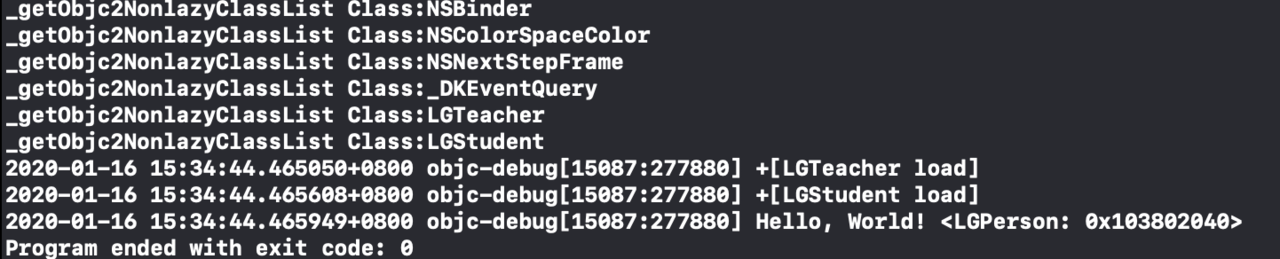 _getObjc2NonlazyClassList Class:NSBinder
_getObjc2NonlazyClassList Class:NSColorSpaceColor
_getObjc2NonlazyClassList Class:NSNextStepFrame
_getObjc2NonlazyClassList Class:_DKEventQuery
_getObjc2NonlazyClassList Class:LGTeacher
_getObjc2NonlazyClassList Class:LGStudent
2020-01-16 15:34:44.465050+0800 objc-debug[15087:277880] +[LGTeacher load]
2020-01-16 15:34:44.465608+0800 objc-debug[15087:277880] +[LGStudent load]
2020-01-16 15:34:44.465949+0800 objc-debug[15087:277880] Hello, World! <LGPerson: 0x103802040>
Program ended with exit code: 0